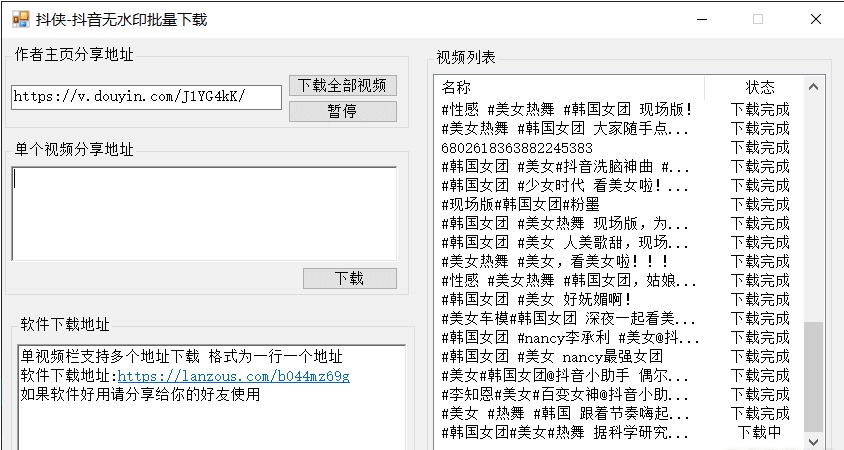 抖侠-抖音无水印批量下载
作者主页分享地址
https://v.douyin.com/J1YG4kK/
下载全部视频
暂停
单个视频分享地址
下载
软件下载地址
单视频栏支持多个地址下载 格式为一行一个地址
软件下载地址:https://lanzous.com/b044mz69g
如果软件好用请分享给你的好友使用
视频列表
名称 状态
#性感 #美女热舞 #韩国女团 现场版! 下载完成
#美女热舞 #韩国女团 大家随手点... 下载完成
6802618363882245383 下载完成
#韩国女团 #美女#抖音洗脑神曲 #... 下载完成
#韩国女团 #少女时代 看美女啦! ... 下载完成
#现场版#韩国女团#粉墨 下载完成
#韩国女团 #美女热舞 现场版，为... 下载完成
#韩国女团 #美女 人美歌甜，现场... 下载完成
#美女热舞 #美女，看美女啦! ! ! 下载完成
#性感 #美女热舞 #韩国女团，姑娘... 下载完成
#韩国女团 #美女 好妩媚啊! 下载完成
#美女车模#韩国女团 深夜一起看美... 下载完成
#韩国女团 #nancy李承利 #美女@抖... 下载完成
#韩国女团 #美女 nancy最强女团 下载完成
#美女#韩国女团@抖音小助手 偶尔... 下载完成
#李知恩#美女#百变女神@抖音小助... 下载完成
#美女 #热舞 #韩国 跟着节奏嗨起... 下载完成
#韩国女团#美女#热舞 据科学研究... 下载中